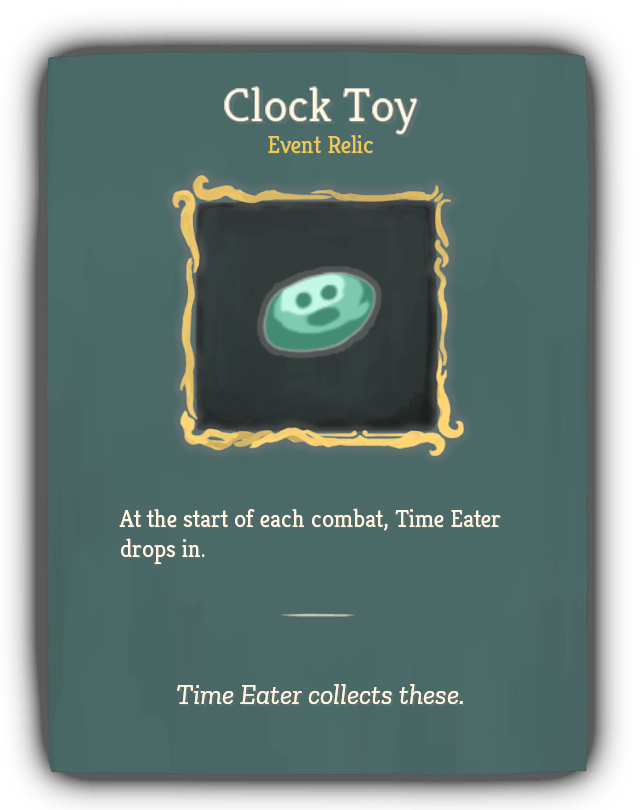 Clock Toy
Event Relic
At the start of each combat, Time Eater
drops in.
Time Eater collects these.